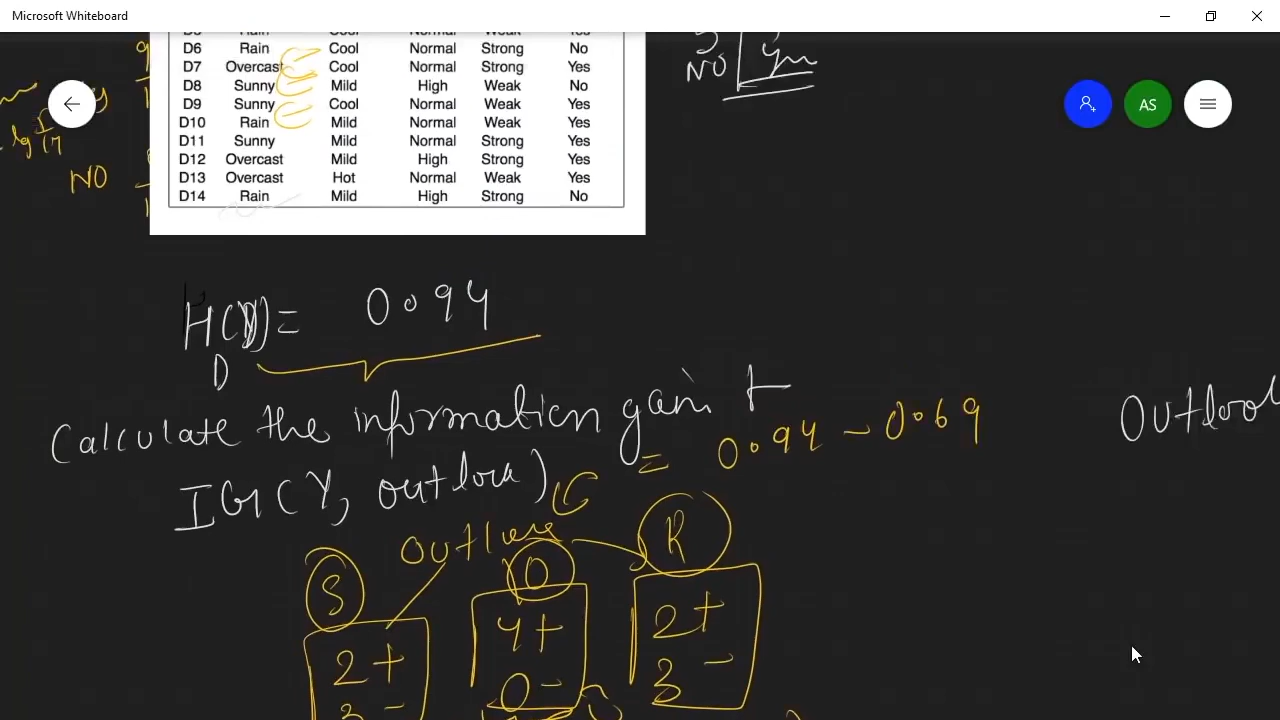 Microsoft Whiteboard
D6 Rain Cool Normal Strong No
D7 Overcast Cool Normal Strong Yes
D8 Sunny Mild High Weak No
D9 Sunny Cool Normal Weak Yes
D10 Rain Mild Normal Weak Yes
D11 Sunny Mild Normal Strong Yes
D12 Overcast Mild High Strong Yes
D13 Overcast Hot Normal Weak Yes
D14 Rain Mild High Strong No
NO
NO
AS
= 0.94
D
Calculate the information gain
= 0.94 - 0.69
IG(Y, outlook)
Outlook
Outlook
S O R
2+ 4+ 2+
3- 0- 3-